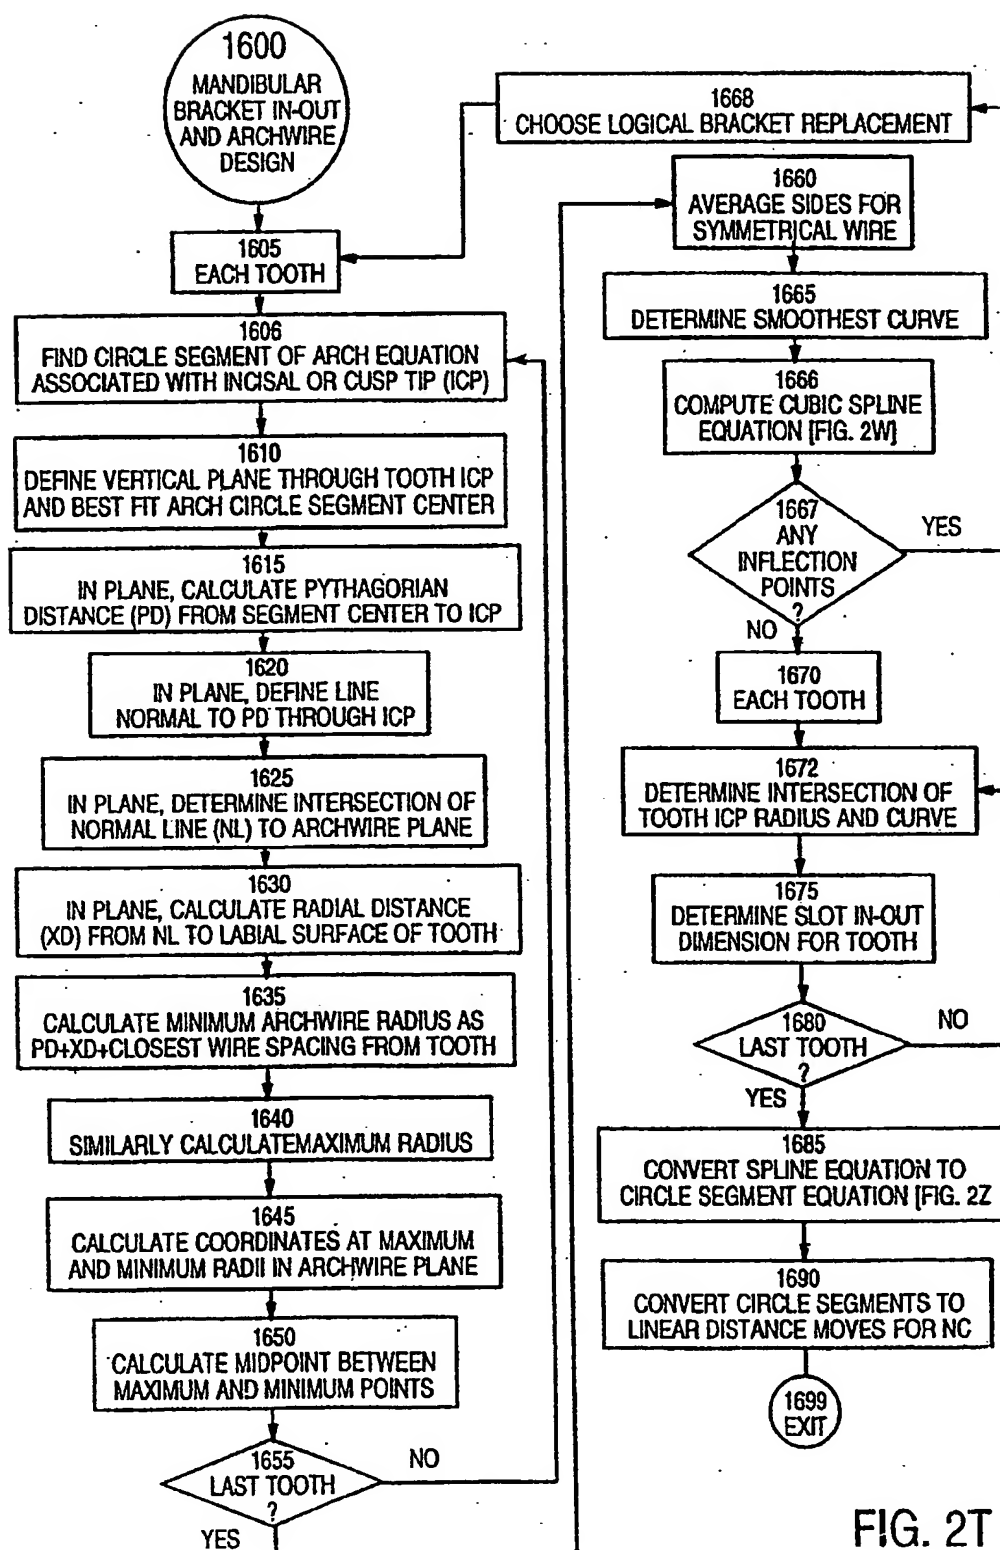 1600
MANDIBULAR
BRACKET IN-OUT
AND ARCHWIRE
DESIGN
1605
EACH TOOTH
1606
FIND CIRCLE SEGMENT OF ARCH EQUATION
ASSOCIATED WITH INCISAL OR CUSP TIP (ICP)
1610
DEFINE VERTICAL PLANE THROUGH TOOTH ICP
AND BEST FIT ARCH CIRCLE SEGMENT CENTER
1615
IN PLANE, CALCULATE PYTHAGORIAN
DISTANCE (PD) FROM SEGMENT CENTER TO ICP
1620
IN PLANE, DEFINE LINE
NORMAL TO PD THROUGH ICP
1625
IN PLANE, DETERMINE INTERSECTION OF
NORMAL LINE (NL) TO ARCHWIRE PLANE
1630
IN PLANE, CALCULATE RADIAL DISTANCE
(XD) FROM NL TO LABIAL SURFACE OF TOOTH
1635
CALCULATE MINIMUM ARCHWIRE RADIUS AS
PD+XD+CLOSEST WIRE SPACING FROM TOOTH
1640
SIMILARLY CALCULATEMAXIMUM RADIUS
1645
CALCULATE COORDINATES AT MAXIMUM
AND MINIMUM RADII IN ARCHWIRE PLANE
1650
CALCULATE MIDPOINT BETWEEN
MAXIMUM AND MINIMUM POINTS
1655
LAST TOOTH
?
NO
YES
1668
CHOOSE LOGICAL BRACKET REPLACEMENT
1660
AVERAGE SIDES FOR
SYMMETRICAL WIRE
1665
DETERMINE SMOOTHEST CURVE
1666
COMPUTE CUBIC SPLINE
EQUATION [FIG. 2W]
1667
ANY
INFLECTION
POINTS
?
YES
NO
1670
EACH TOOTH
1672
DETERMINE INTERSECTION OF
TOOTH ICP RADIUS AND CURVE
1675
DETERMINE SLOT IN-OUT
DIMENSION FOR TOOTH
1680
LAST TOOTH
?
NO
YES
1685
CONVERT SPLINE EQUATION TO
CIRCLE SEGMENT EQUATION [FIG. 2Z
1690
CONVERT CIRCLE SEGMENTS TO
LINEAR DISTANCE MOVES FOR NC
1699
EXIT
FIG. 2T